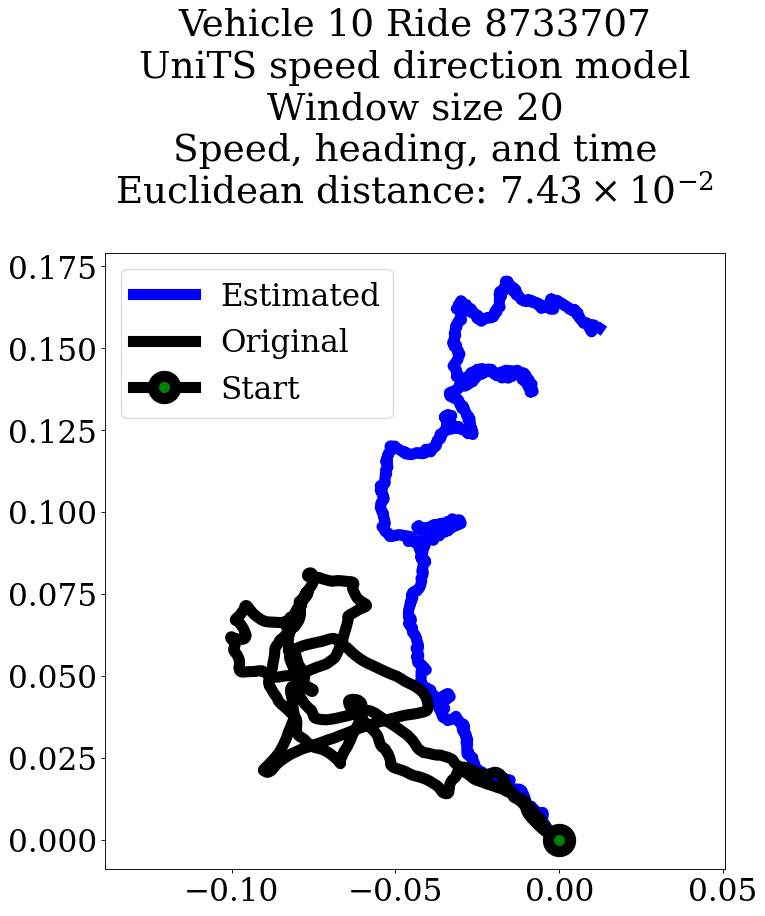 Vehicle 10 Ride 8733707
UniTS speed direction model
Window size 20
Speed, heading, and time
Euclidean distance: 7.43 × 10⁻²
0.175
0.150
0.125
0.100
0.075
0.050
0.025
0.000
Estimated
Original
Start
−0.10
−0.05
0.00
0.05